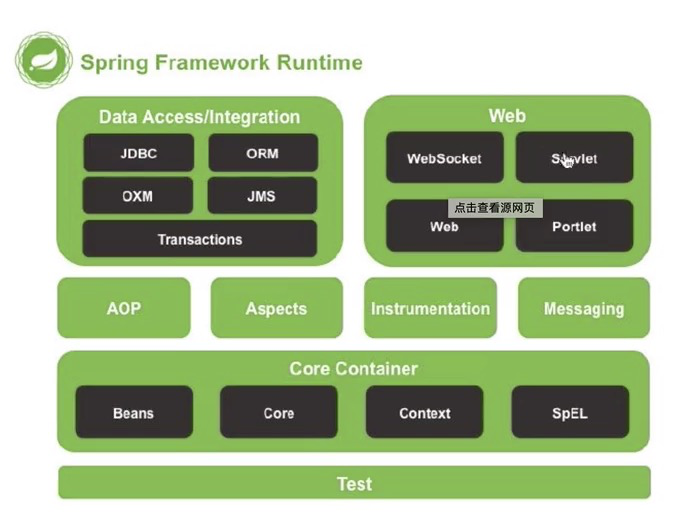 Spring Framework Runtime
Data Access/Integration
JDBC
ORM
OXM
JMS
Transactions
Web
WebSocket
Servlet
点击查看源网页
Web
Portlet
AOP
Aspects
Instrumentation
Messaging
Core Container
Beans
Core
Context
SpEL
Test